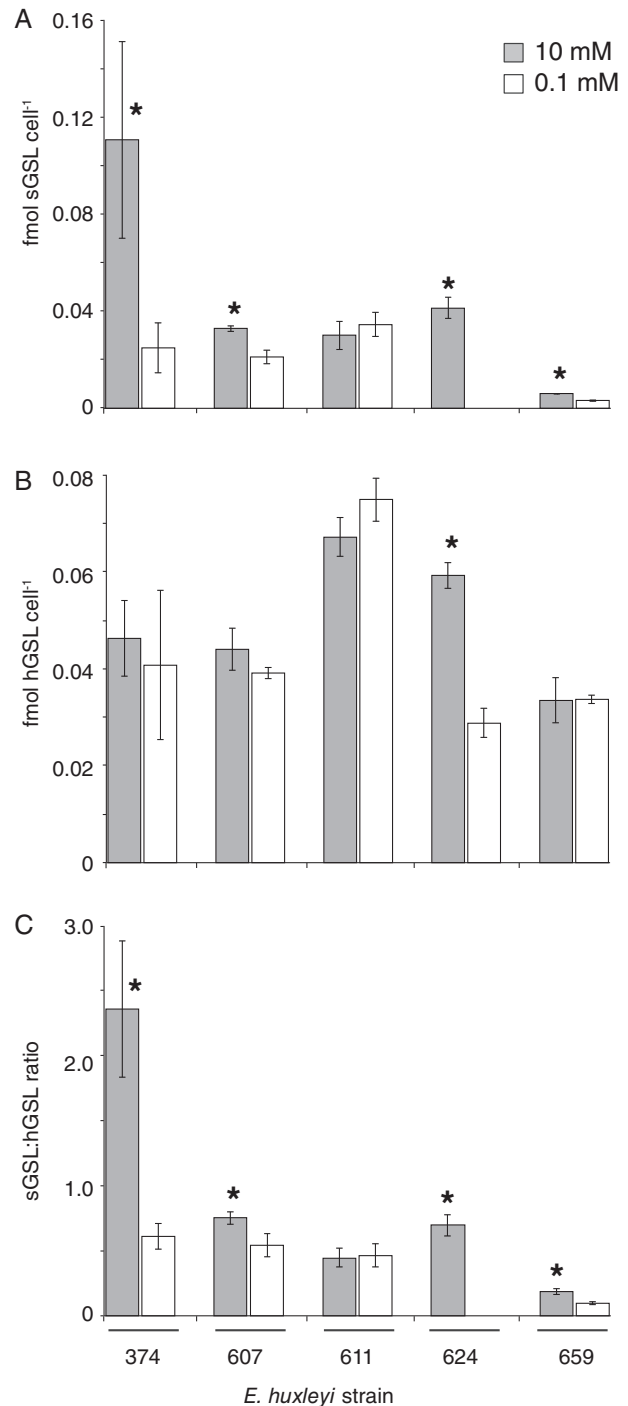 A
0.16
10 mM
0.1 mM
*
0.12
fmol sGSL cell⁻¹
0.08
*
*
0.04
*
0
B
0.08
*
0.06
fmol hGSL cell⁻¹
0.04
0.02
0
C
3.0
*
2.0
sGSL:hGSL ratio
*
*
1.0
*
0
374 607 611 624 659
E. huxleyi strain